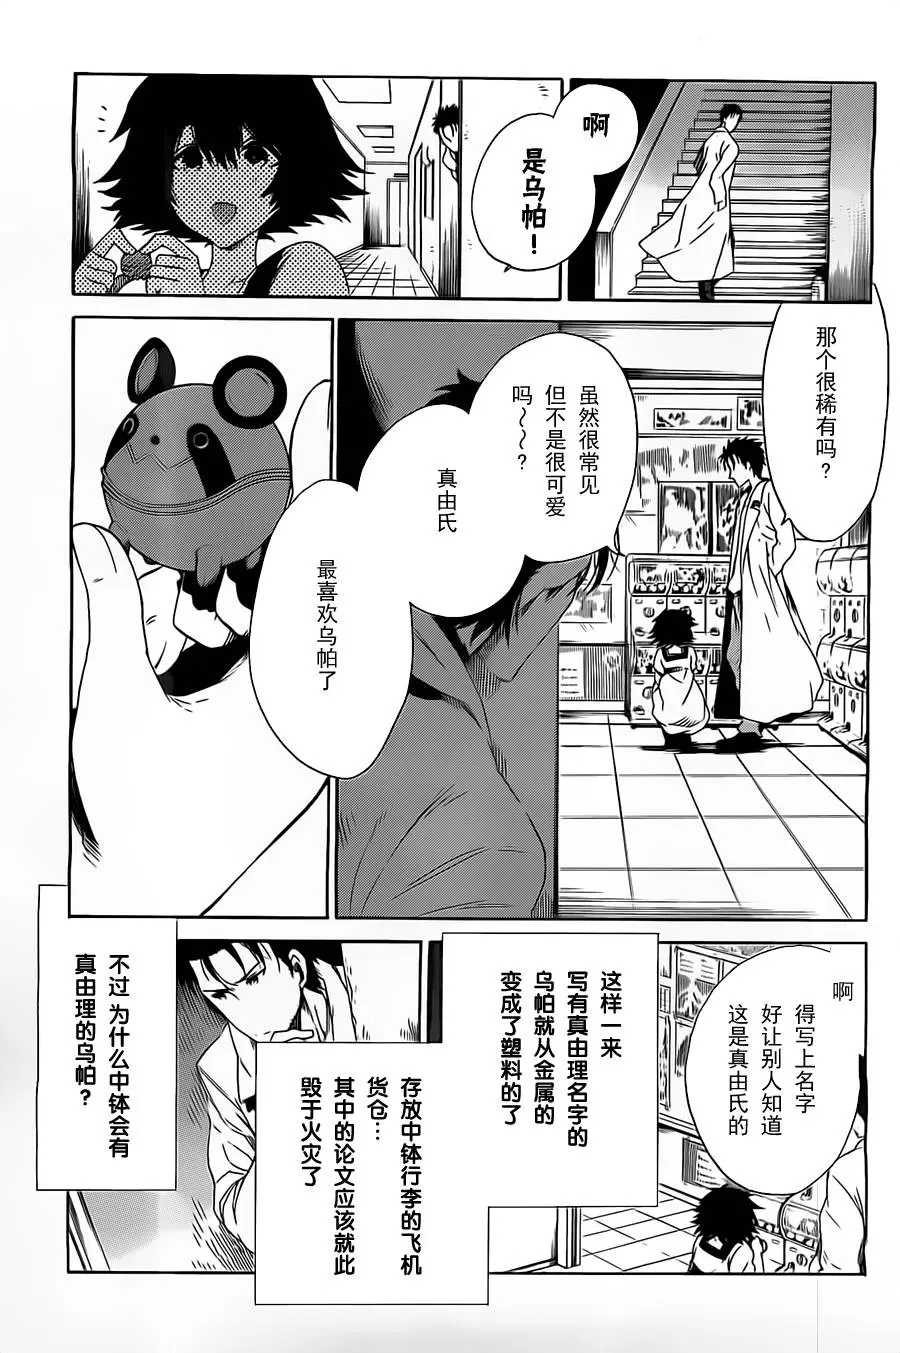 啊
是乌帕！
那个很稀有吗？
虽然很常见
但不是很可爱
吗～～？
真由氏
最喜欢乌帕了
啊
得写上名字
好让别人知道
这是真由氏的
这样一来
写有真由理名字的
乌帕就从金属的
变成了塑料的了
存放中钵行李的飞机
货仓…
其中的论文应该就此
毁于火灾了
不过 为什么中钵会有
真由理的乌帕？